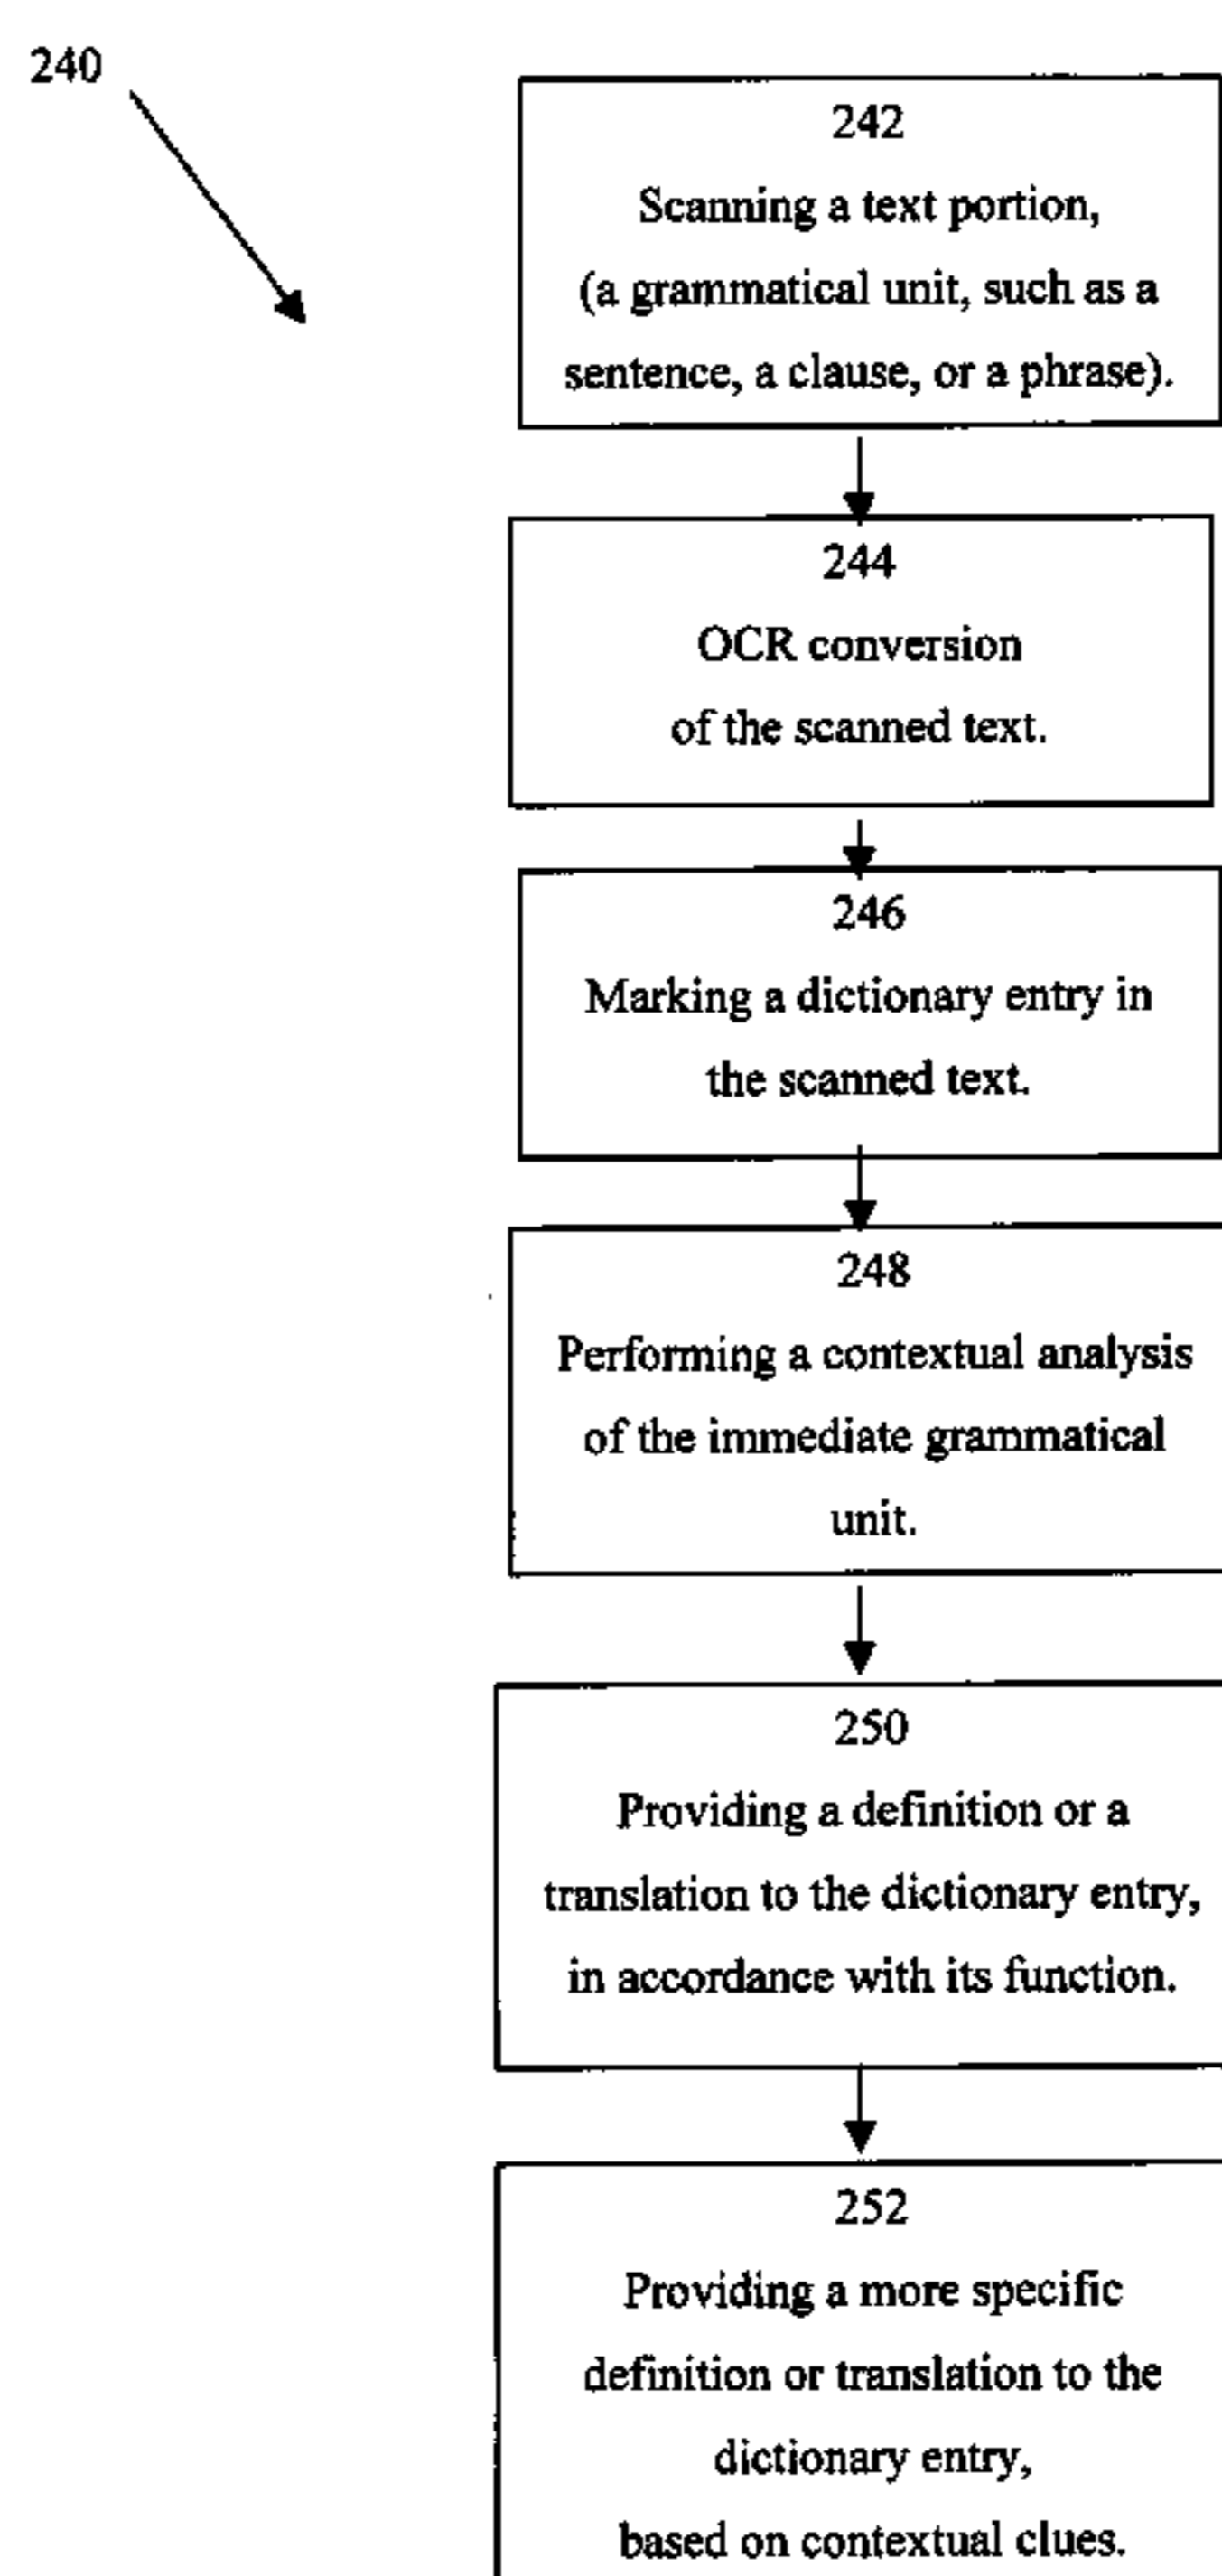 240
242
Scanning a text portion,
(a grammatical unit, such as a
sentence, a clause, or a phrase).
244
OCR conversion
of the scanned text.
246
Marking a dictionary entry in
the scanned text.
248
Performing a contextual analysis
of the immediate grammatical
unit.
250
Providing a definition or a
translation to the dictionary entry,
in accordance with its function.
252
Providing a more specific
definition or translation to the
dictionary entry,
based on contextual clues.